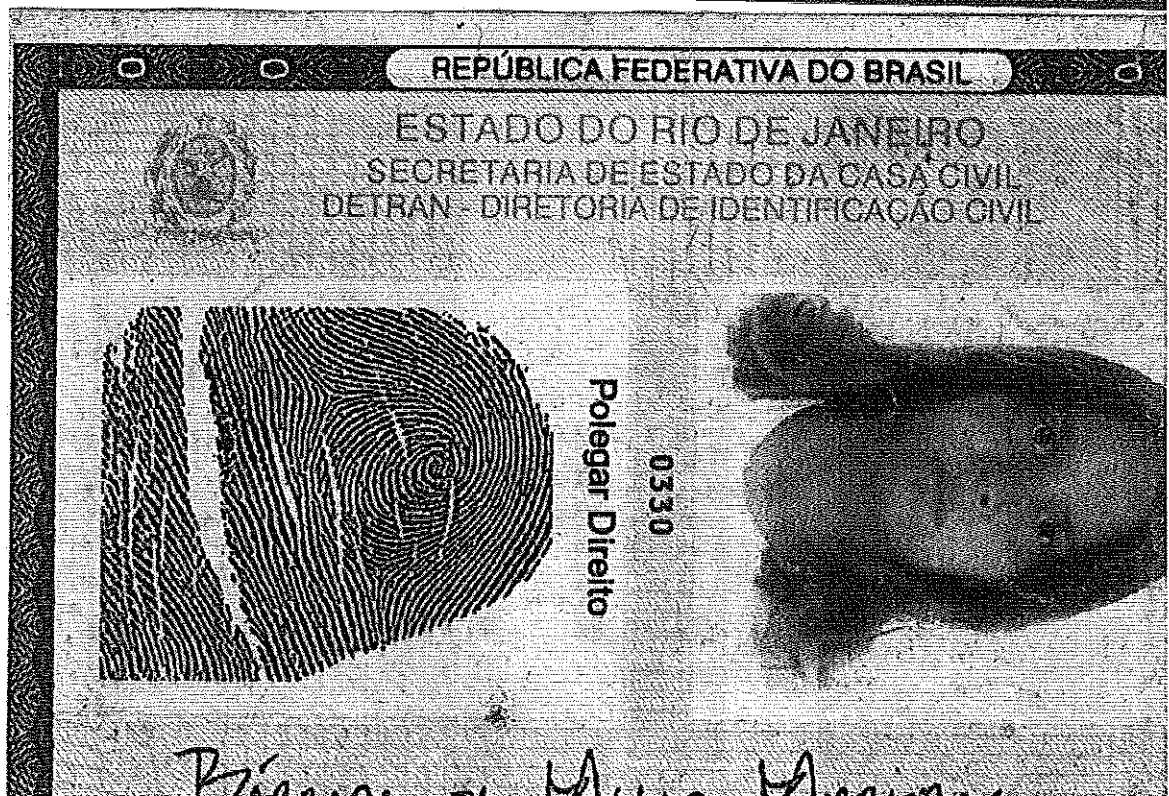 REPÚBLICA FEDERATIVA DO BRASIL
ESTADO DO RIO DE JANEIRO
SECRETARIA DE ESTADO DA CASA CIVIL
DETRAN - DIRETORIA DE IDENTIFICAÇÃO CIVIL
Polegar Direito
0330